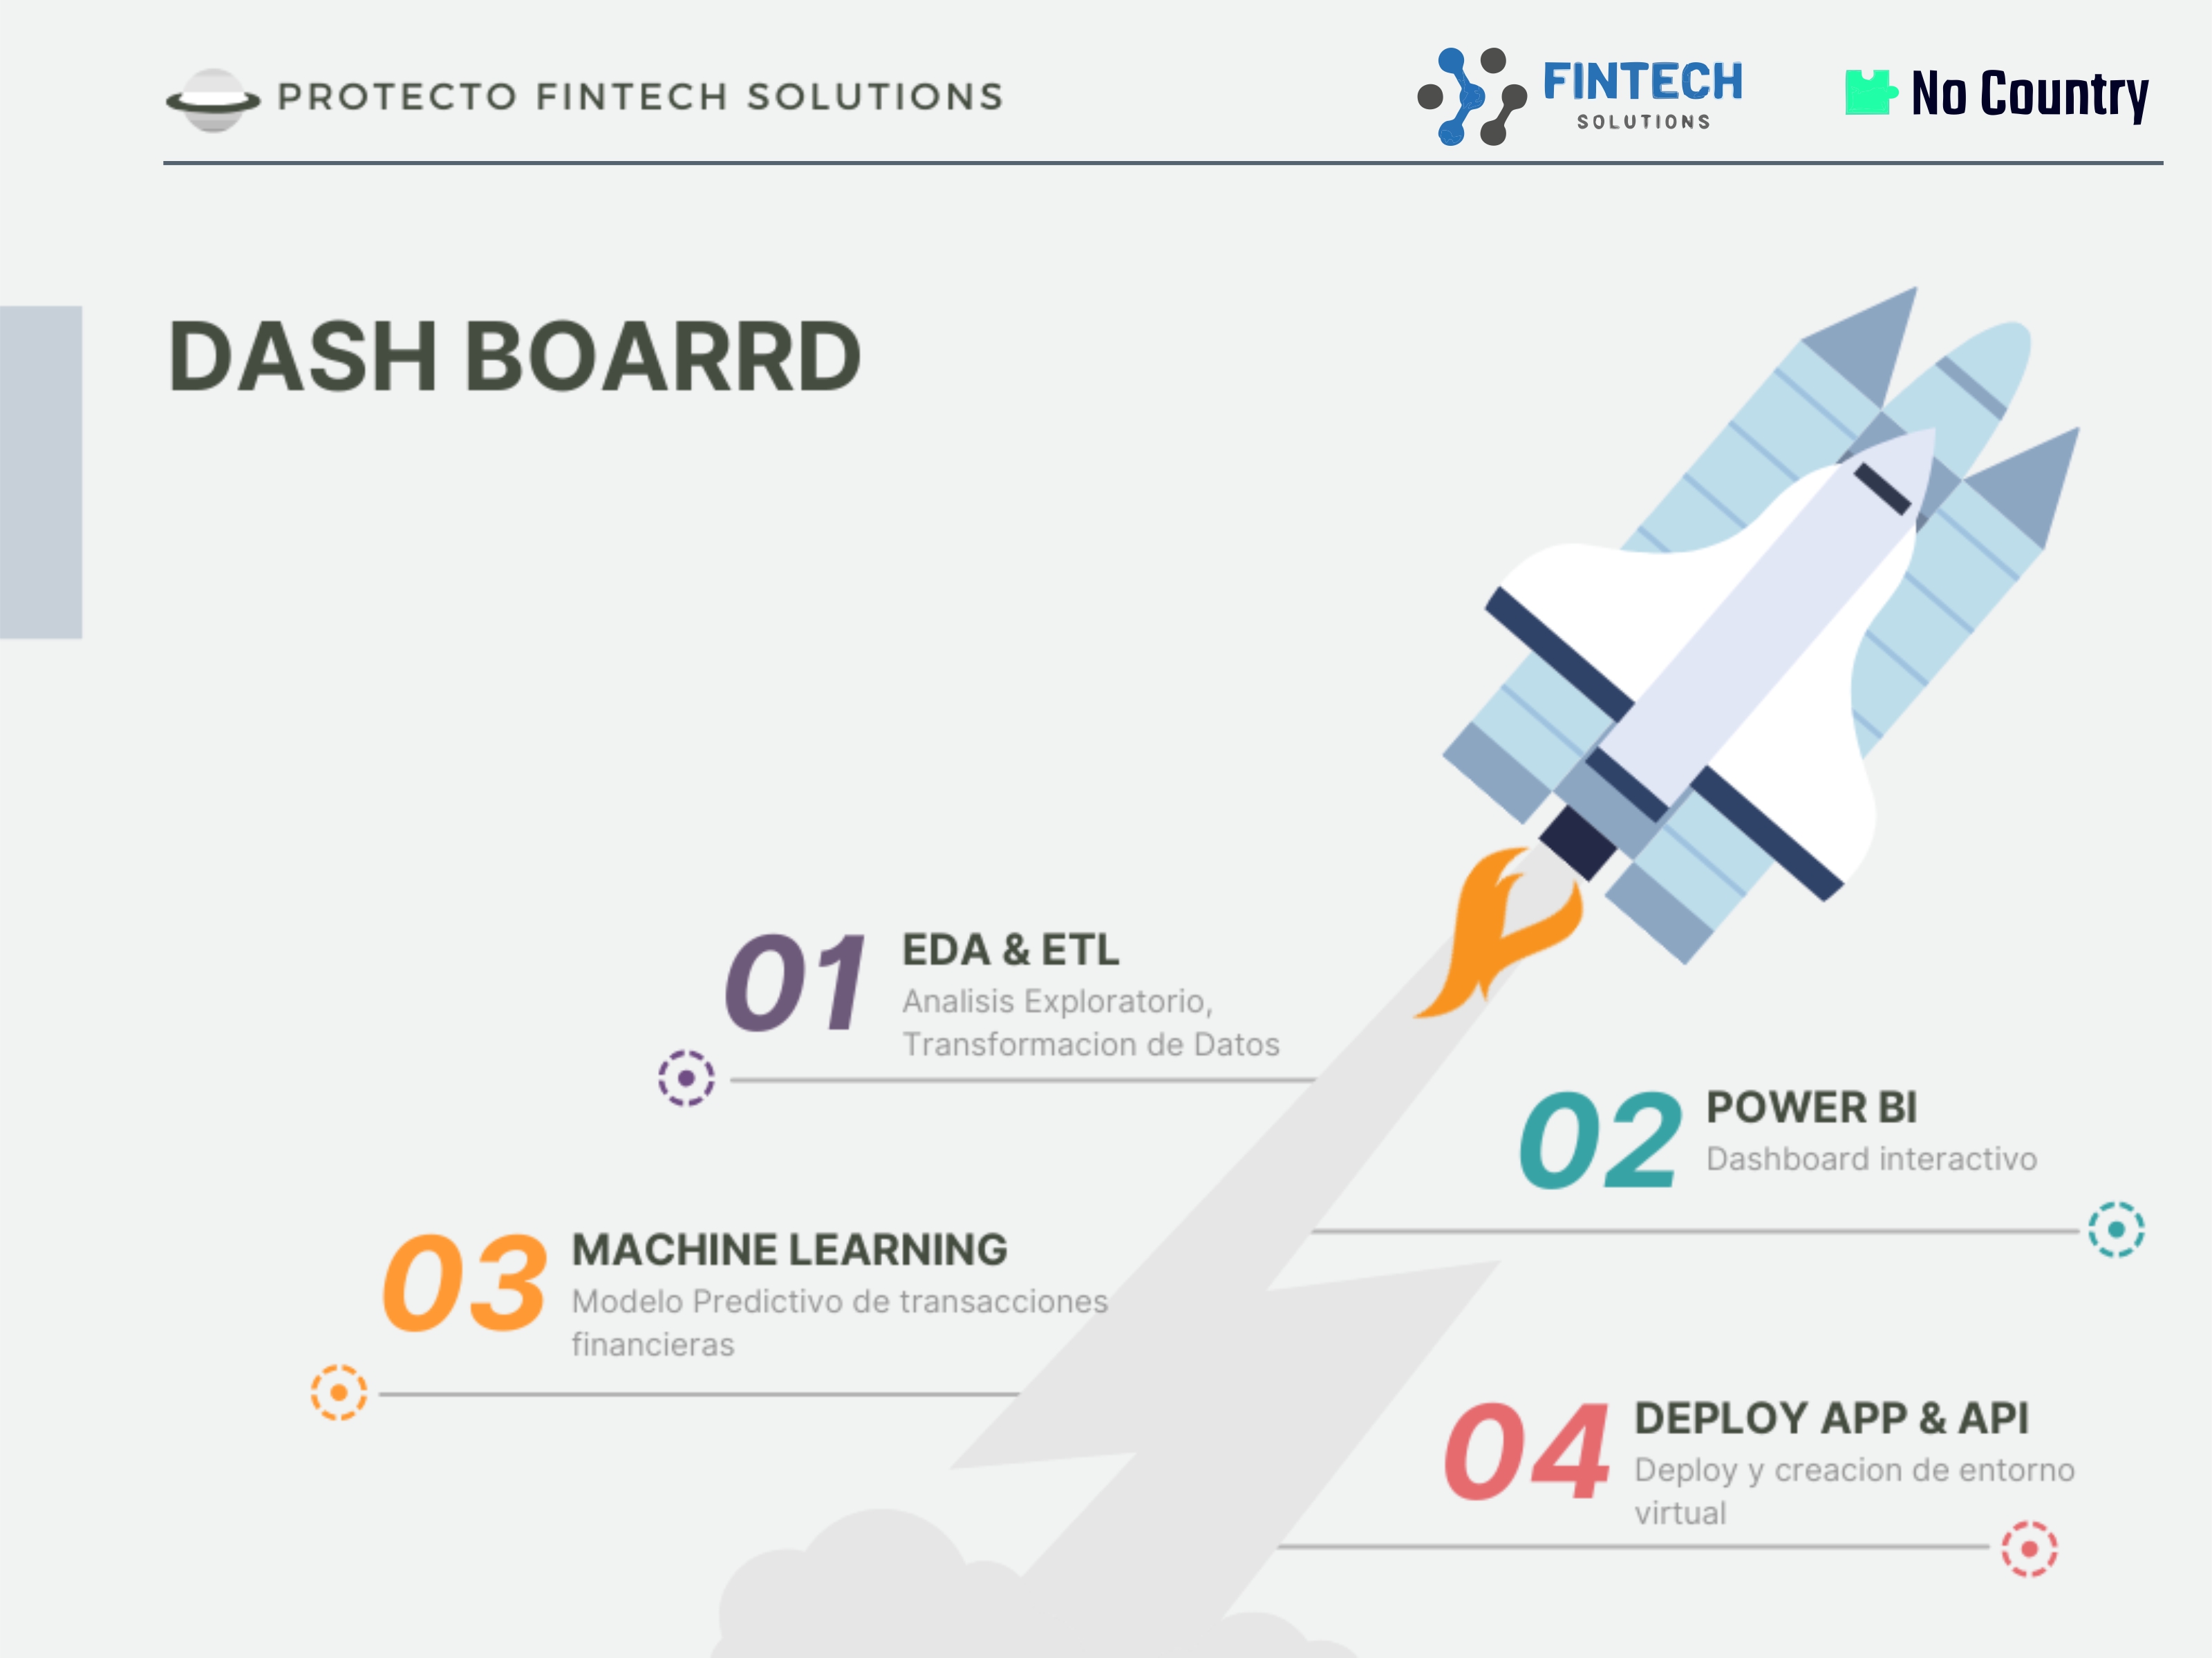 PROTECTO FINTECH SOLUTIONS
FINTECH
SOLUTIONS
No Country
DASH BOARRD
01
EDA & ETL
Analisis Exploratorio,
Transformacion de Datos
02
POWER BI
Dashboard interactivo
03
MACHINE LEARNING
Modelo Predictivo de transacciones
financieras
04
DEPLOY APP & API
Deploy y creacion de entorno
virtual